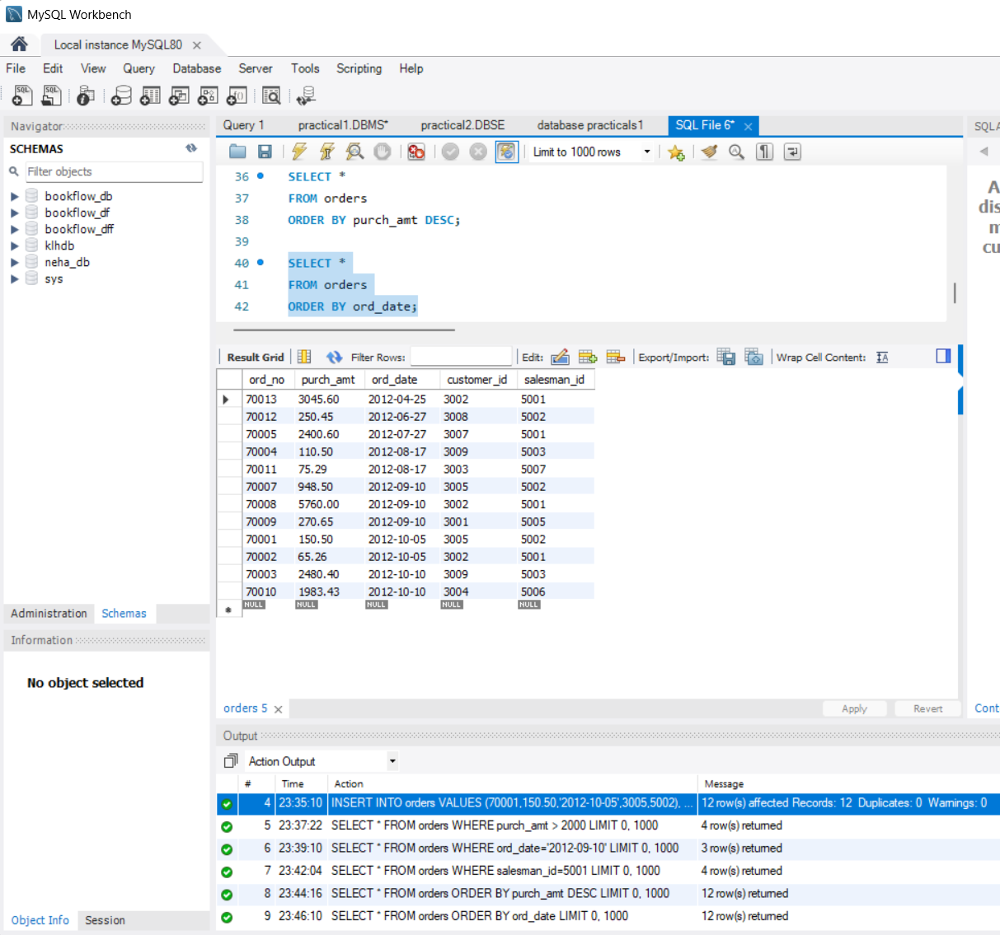 MySQL Workbench
Local instance MySQL80
File Edit View Query Database Server Tools Scripting Help
Navigator
SCHEMAS
Filter objects
bookflow_db
bookflow_df
bookflow_dff
klhdb
neha_db
sys
Administration Schemas
Information
No object selected
Object Info Session
Query 1 practical1.DBMS* practical2.DBSE database practicals1 SQL File 6*
Limit to 1000 rows
36 SELECT *
37 FROM orders
38 ORDER BY purch_amt DESC;
39
40 SELECT *
41 FROM orders
42 ORDER BY ord_date;
Result Grid Filter Rows: Edit: Export/Import: Wrap Cell Content:
ord_no purch_amt ord_date customer_id salesman_id
70013 3045.60 2012-04-25 3002 5001
70012 250.45 2012-06-27 3008 5002
70005 2400.60 2012-07-27 3007 5001
70004 110.50 2012-08-17 3009 5003
70011 75.29 2012-08-17 3003 5007
70007 948.50 2012-09-10 3005 5002
70008 5760.00 2012-09-10 3002 5001
70009 270.65 2012-09-10 3001 5005
70001 150.50 2012-10-05 3005 5002
70002 65.26 2012-10-05 3002 5001
70003 2480.40 2012-10-10 3009 5003
70010 1983.43 2012-10-10 3004 5006
NULL NULL NULL NULL NULL
orders 5 Apply Revert
Output
Action Output
# Time Action Message
4 23:35:10 INSERT INTO orders VALUES (70001,150.50,'2012-10-05',3005,5002), ... 12 row(s) affected Records: 12 Duplicates: 0 Warnings: 0
5 23:37:22 SELECT * FROM orders WHERE purch_amt > 2000 LIMIT 0, 1000 4 row(s) returned
6 23:39:10 SELECT * FROM orders WHERE ord_date='2012-09-10' LIMIT 0, 1000 3 row(s) returned
7 23:42:04 SELECT * FROM orders WHERE salesman_id=5001 LIMIT 0, 1000 4 row(s) returned
8 23:44:16 SELECT * FROM orders ORDER BY purch_amt DESC LIMIT 0, 1000 12 row(s) returned
9 23:46:10 SELECT * FROM orders ORDER BY ord_date LIMIT 0, 1000 12 row(s) returned
SQLA
A
dis
m
cu
Cont